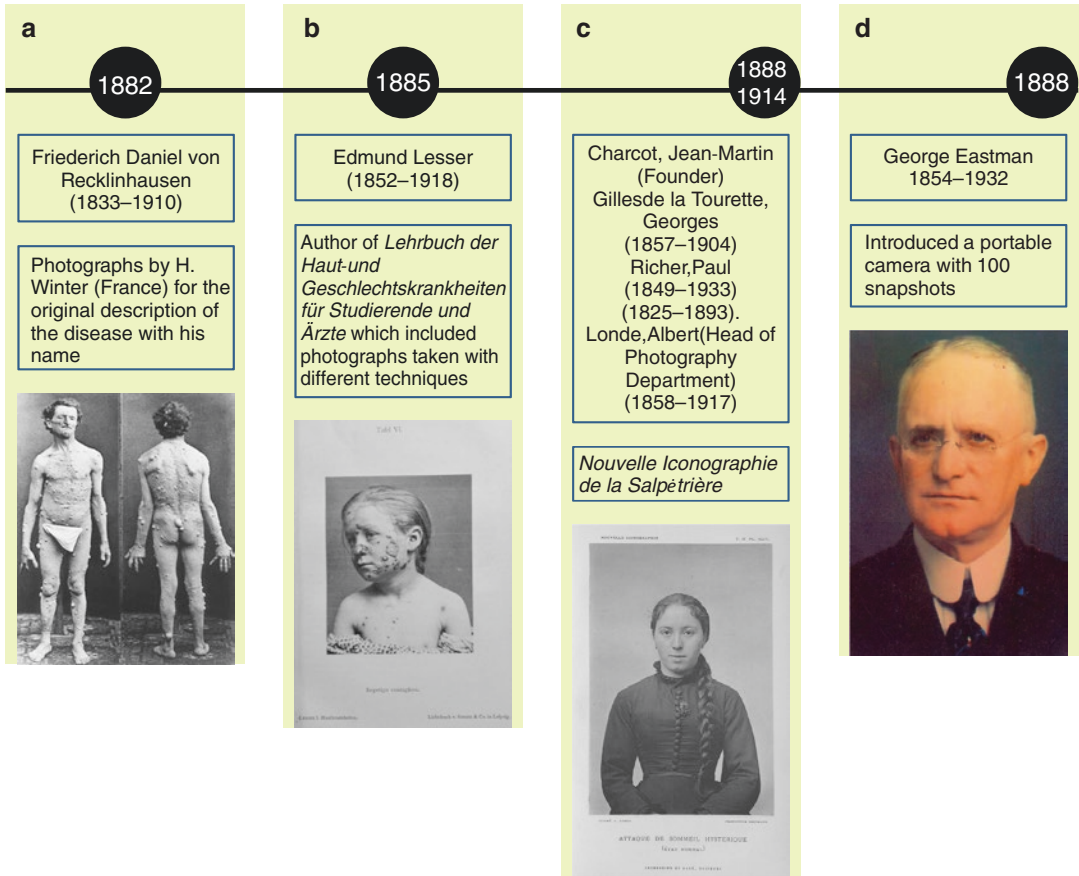 a
1882
Friederich Daniel von
Recklinhausen
(1833–1910)
Photographs by H.
Winter (France) for the
original description of
the disease with his
name
b
1885
Edmund Lesser
(1852–1918)
Author of Lehrbuch der
Haut-und
Geschlechtskrankheiten
für Studierende und
Ärzte which included
photographs taken with
different techniques
Tafel VI.
Impetigo contagiosa.
c
1888
1914
Charcot, Jean-Martin
(Founder)
Gillesde la Tourette,
Georges
(1857–1904)
Richer,Paul
(1849–1933)
(1825–1893).
Londe,Albert(Head of
Photography
Department)
(1858–1917)
Nouvelle Iconographie
de la Salpétrière
NOUVELLE ICONOGRAPHIE
ATTAQUE DE SOMMEIL HYSTÉRIQUE
d
1888
George Eastman
1854–1932
Introduced a portable
camera with 100
snapshots